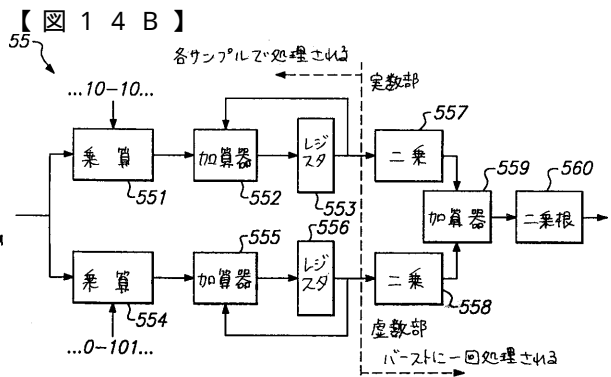 【図14B】
55
各サンプルで処理される
実数部
...10-10...
乗算
551
加算器
552
レジスタ
553
二乗
557
加算器
559
二乗根
560
乗算
554
加算器
555
レジスタ
556
二乗
558
...0-101...
虚数部
バーストに一回処理される